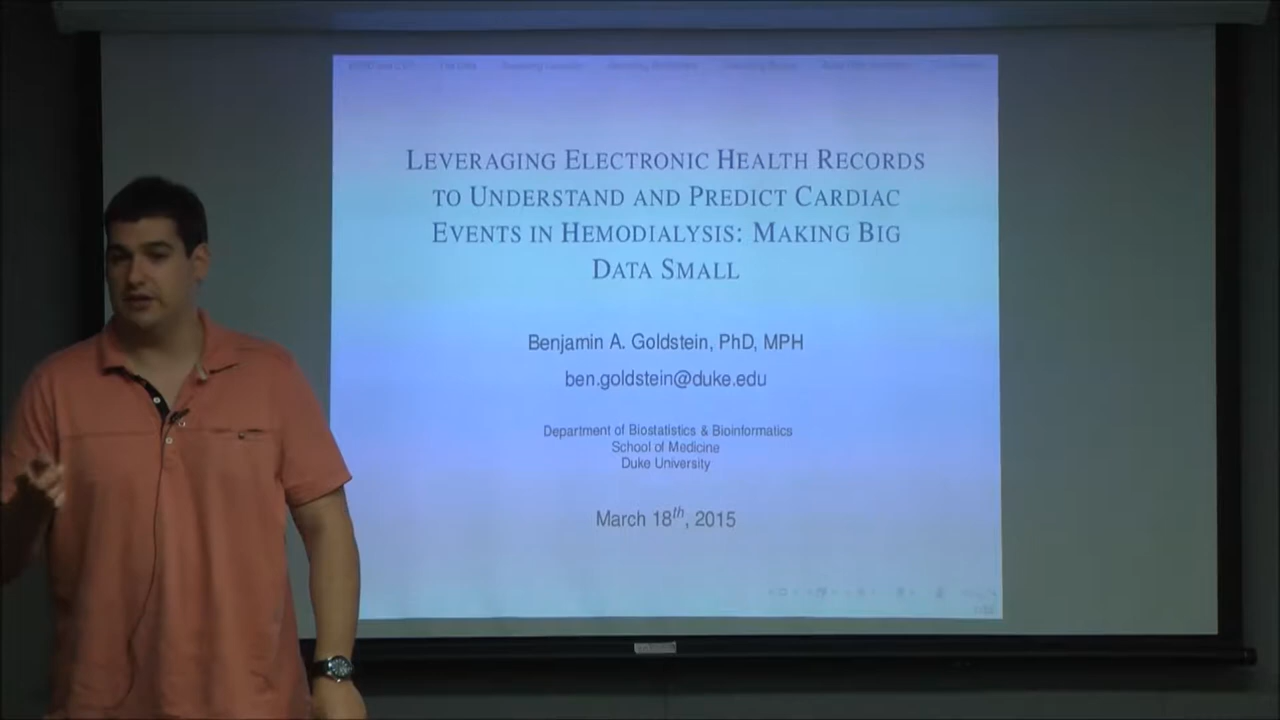 LEVERAGING ELECTRONIC HEALTH RECORDS
TO UNDERSTAND AND PREDICT CARDIAC
EVENTS IN HEMODIALYSIS: MAKING BIG
DATA SMALL
Benjamin A. Goldstein, PhD, MPH
ben.goldstein@duke.edu
Department of Biostatistics & Bioinformatics
School of Medicine
Duke University
March 18th, 2015